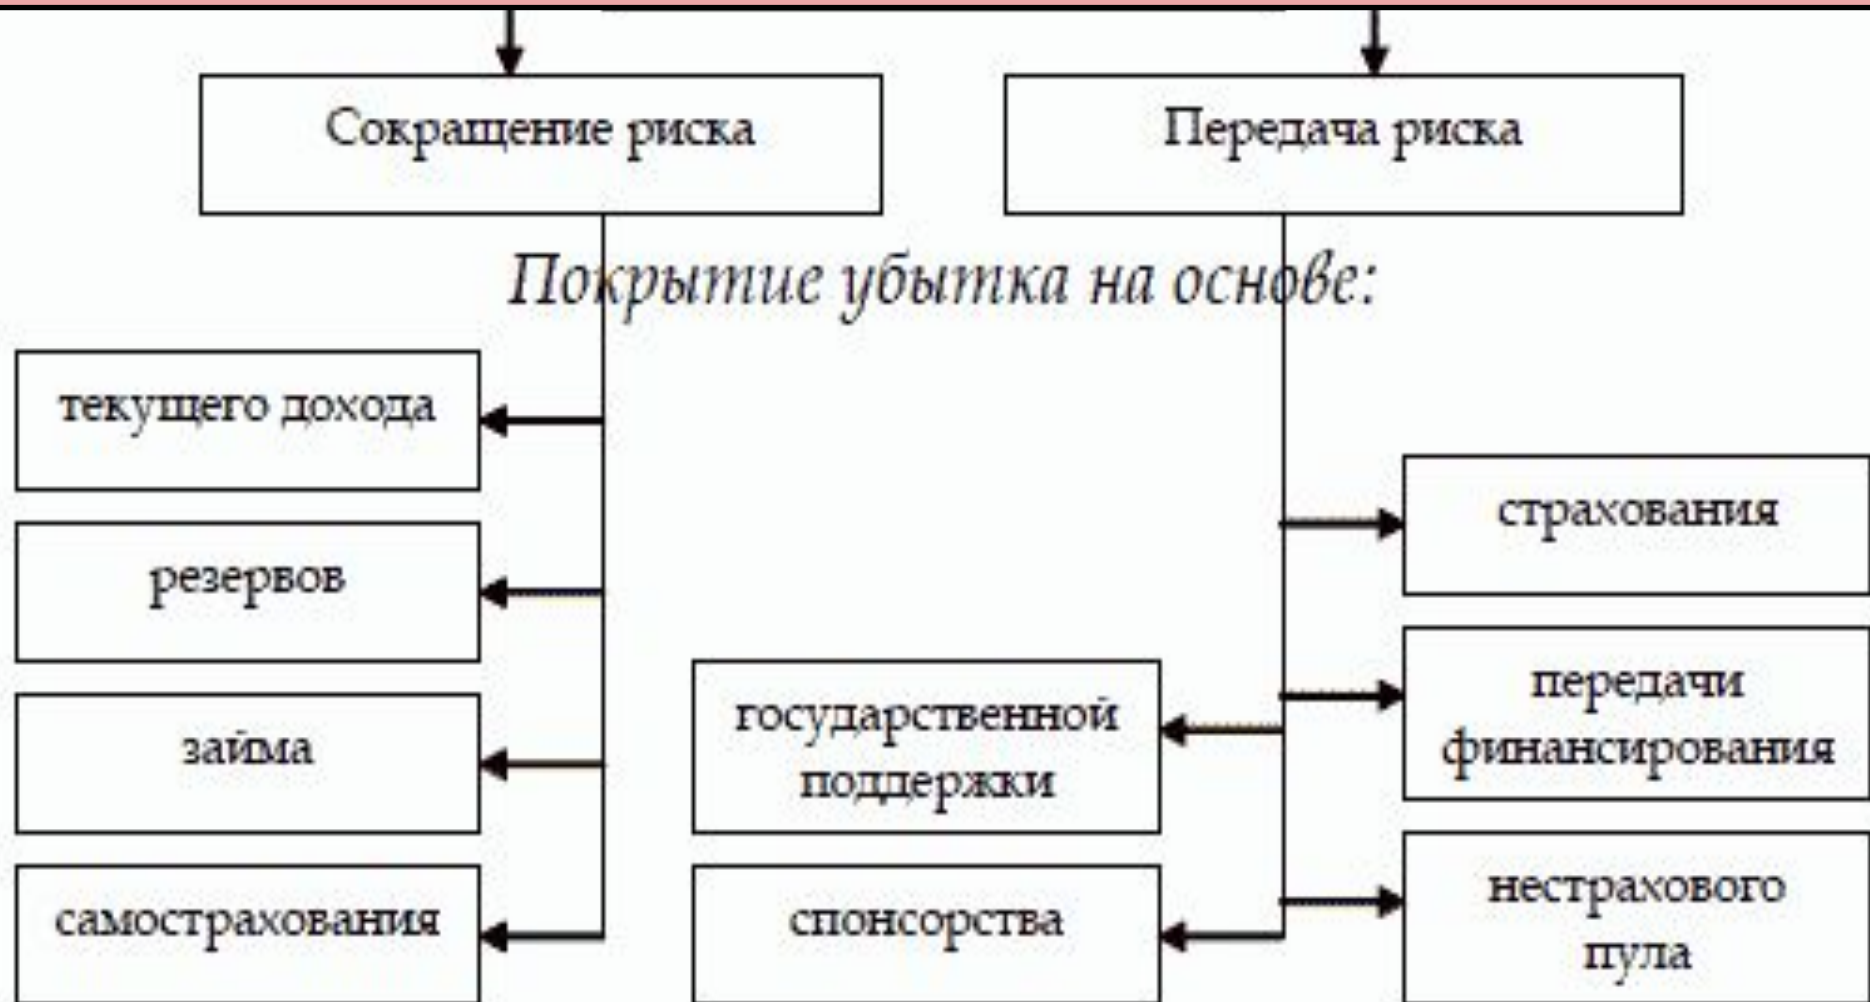 Сокращение риска
Передача риска
Покрытие убытка на основе:
текущего дохода
резервов
займа
самострахования
государственной
поддержки
спонсорства
страхования
передачи
финансирования
нестрахового
пула